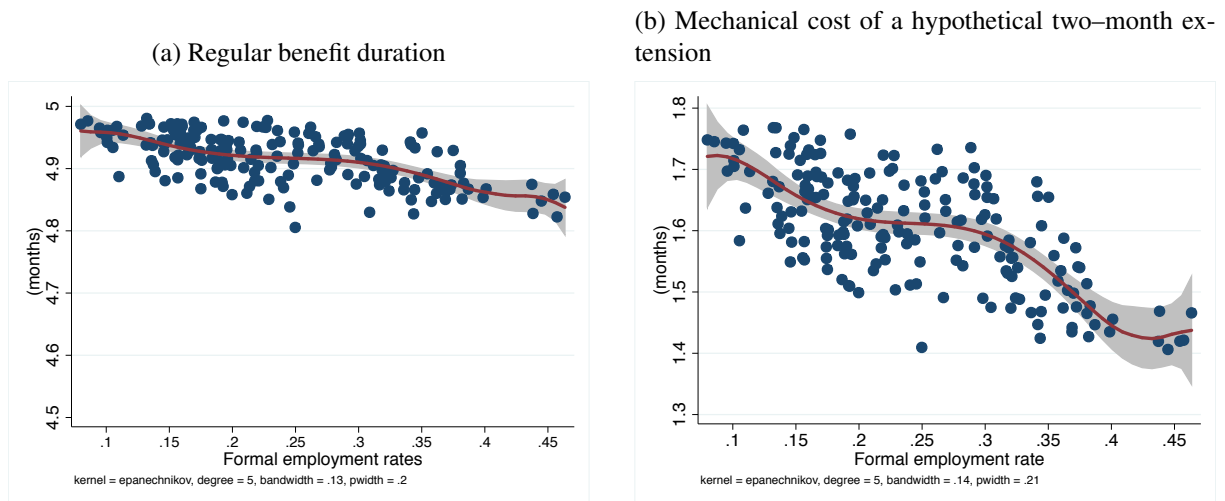 (a) Regular benefit duration
5
4.9
4.8
4.7
4.6
4.5
(months)
.1 .15 .2 .25 .3 .35 .4 .45
Formal employment rates
kernel = epanechnikov, degree = 5, bandwidth = .13, pwidth = .2
(b) Mechanical cost of a hypothetical two–month ex-
tension
1.8
1.7
1.6
1.5
1.4
1.3
(months)
.1 .15 .2 .25 .3 .35 .4 .45
Formal employment rate
kernel = epanechnikov, degree = 5, bandwidth = .14, pwidth = .21